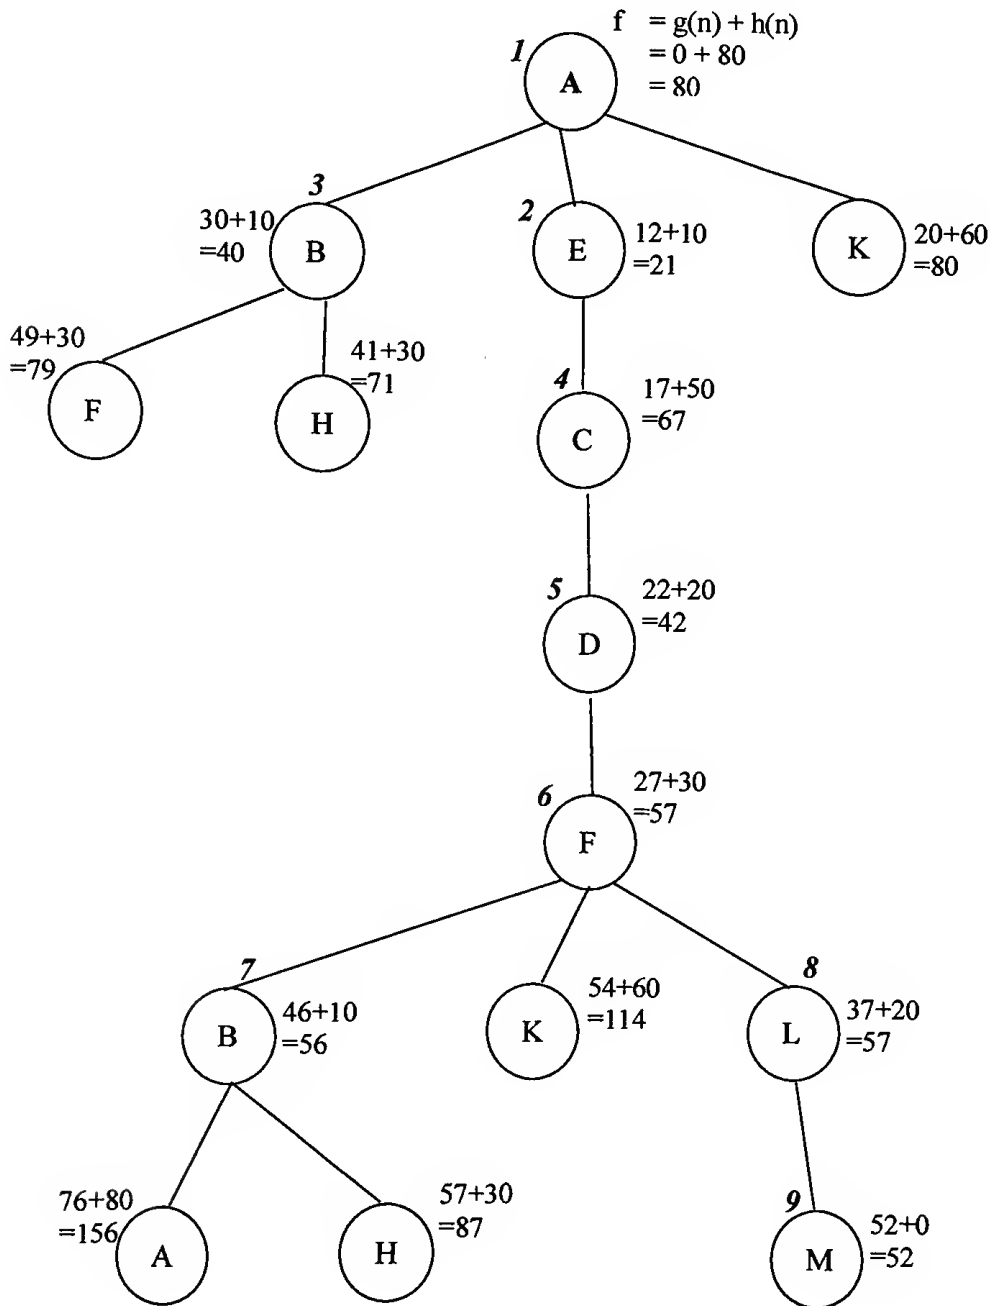 f = g(n) + h(n)
= 0 + 80
= 80
1
A
3
30+10
=40
B
2
E
12+10
=21
K
20+60
=80
49+30
=79
F
41+30
=71
H
4
C
17+50
=67
5
D
22+20
=42
6
F
27+30
=57
7
B
46+10
=56
K
54+60
=114
8
L
37+20
=57
76+80
=156
A
H
57+30
=87
9
M
52+0
=52